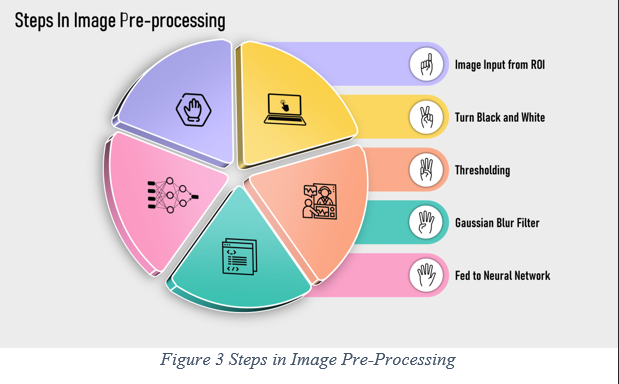 Steps In Image Pre-processing
Image Input from ROI
Turn Black and White
Thresholding
Gaussian Blur Filter
Fed to Neural Network
Figure 3 Steps in Image Pre-Processing